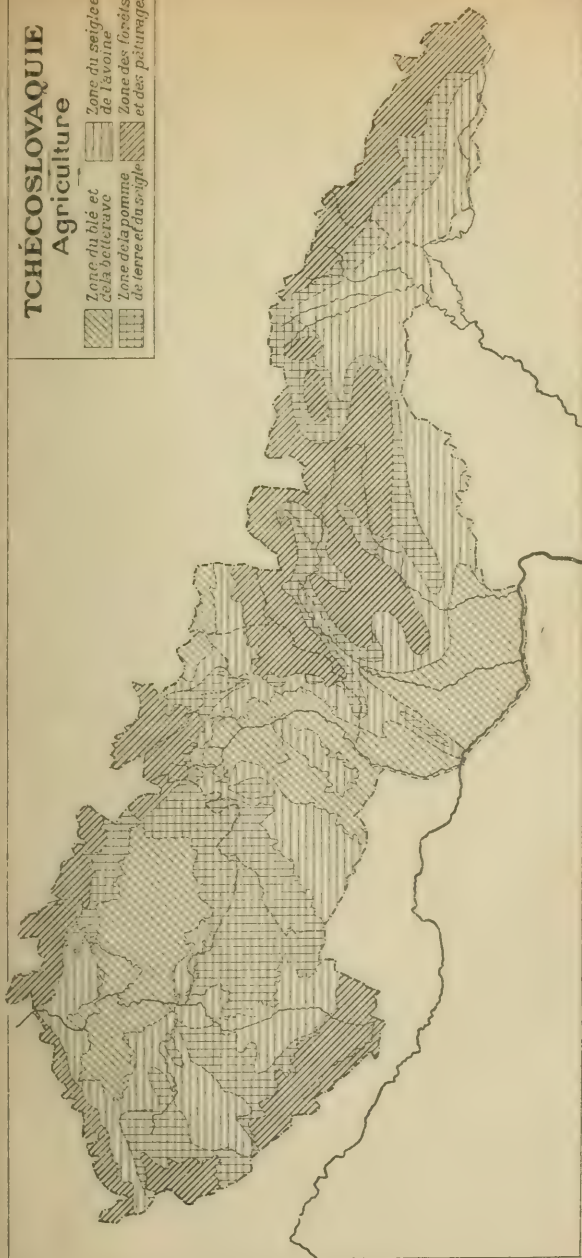 TCHÉCOSLOVAQUIE
Agriculture
Zone du blé et
de la betterave
Zone du seigle e
de l'avoine
Zone de la pomme
de terre et du seigle
Zone des forêts
et des pâturages